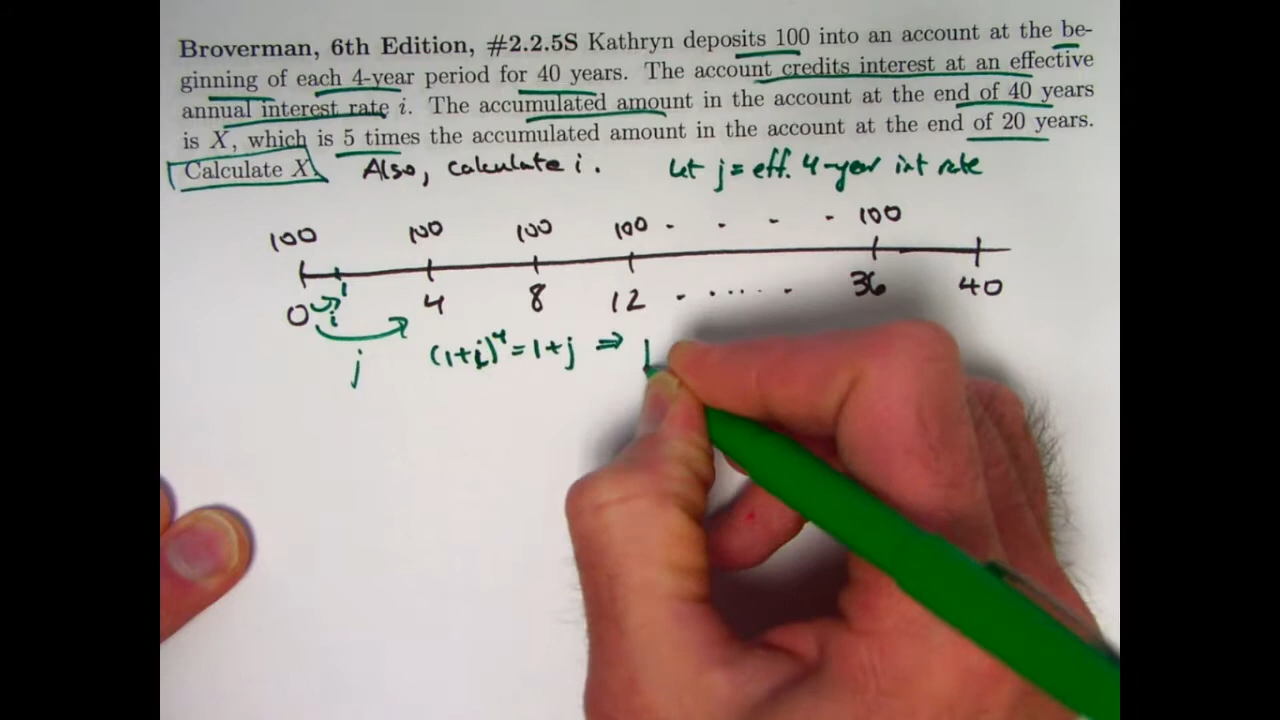 Broverman, 6th Edition, #2.2.5S Kathryn deposits 100 into an account at the be-
ginning of each 4-year period for 40 years. The account credits interest at an effective
annual interest rate i. The accumulated amount in the account at the end of 40 years
is X, which is 5 times the accumulated amount in the account at the end of 20 years.
Calculate X. Also, calculate i. Let j = eff. 4-year int rate
100 100 100 100 - - - - 100
0 1 4 8 12 . ..... . 36 40
i
j (1+i)⁴ = 1+j ⇒